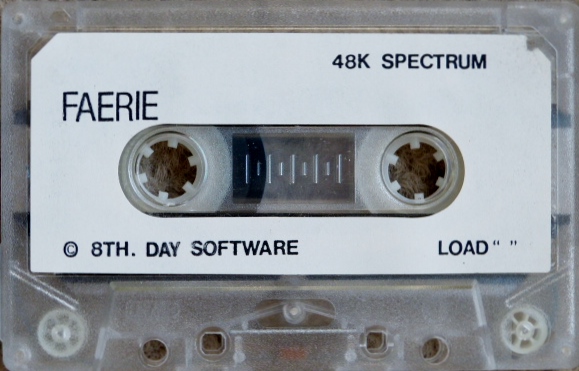 48K SPECTRUM
FAERIE
© 8TH. DAY SOFTWARE
LOAD“ ”